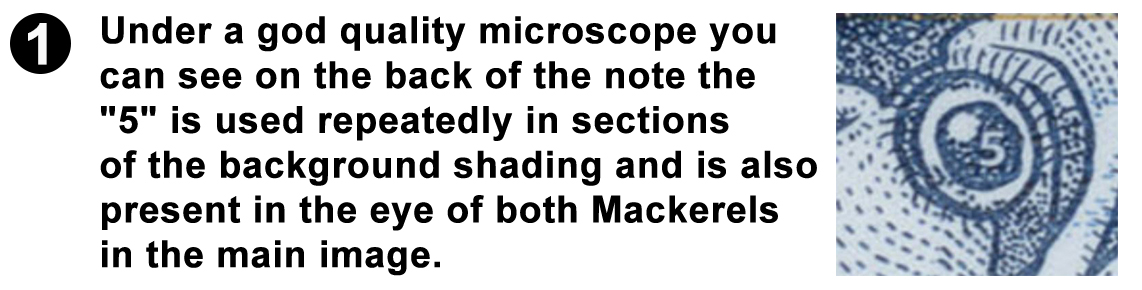 1 Under a god quality microscope you
can see on the back of the note the
"5" is used repeatedly in sections
of the background shading and is also
present in the eye of both Mackerels
in the main image.
5